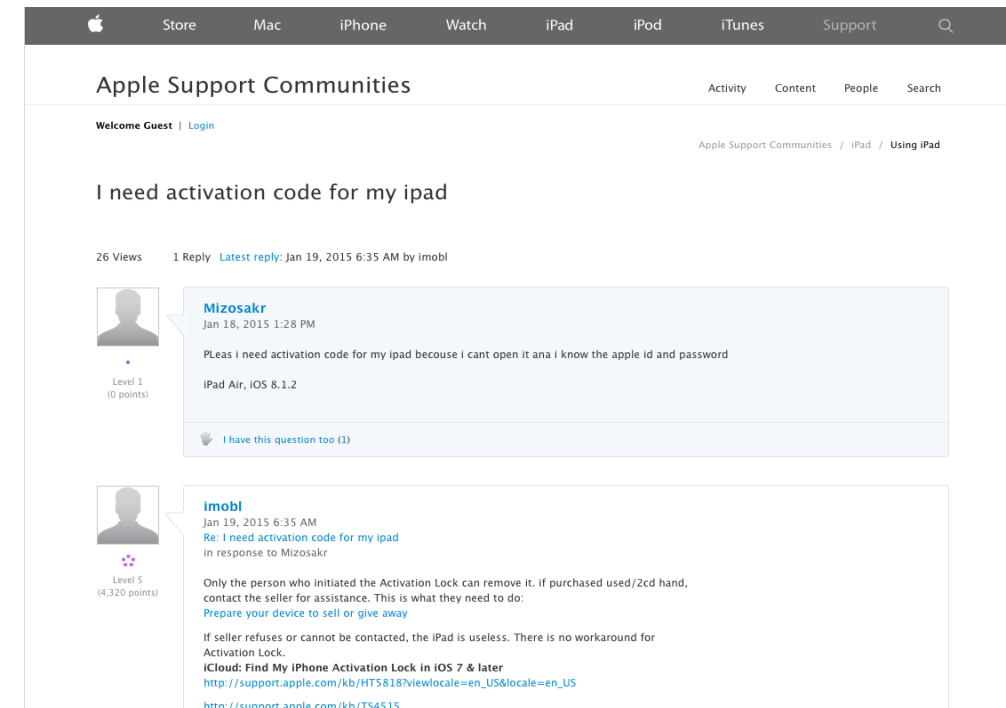 Store Mac iPhone Watch iPad iPod iTunes Support
Apple Support Communities
Activity Content People Search
Welcome Guest | Login
Apple Support Communities / iPad / Using iPad
I need activation code for my ipad
26 Views 1 Reply Latest reply: Jan 19, 2015 6:35 AM by imobl
Mizosakr
Jan 18, 2015 1:28 PM
PLeas i need activation code for my ipad becouse i cant open it ana i know the apple id and password
iPad Air, iOS 8.1.2
Level 1
(0 points)
I have this question too (1)
imobl
Jan 19, 2015 6:35 AM
Re: I need activation code for my ipad
in response to Mizosakr
Level 5
(4,320 points)
Only the person who initiated the Activation Lock can remove it. if purchased used/2cd hand,
contact the seller for assistance. This is what they need to do:
Prepare your device to sell or give away
If seller refuses or cannot be contacted, the iPad is useless. There is no workaround for
Activation Lock.
iCloud: Find My iPhone Activation Lock in iOS 7 & later
http://support.apple.com/kb/HT5818?viewlocale=en_US&locale=en_US
http://support.apple.com/kb/TS4515